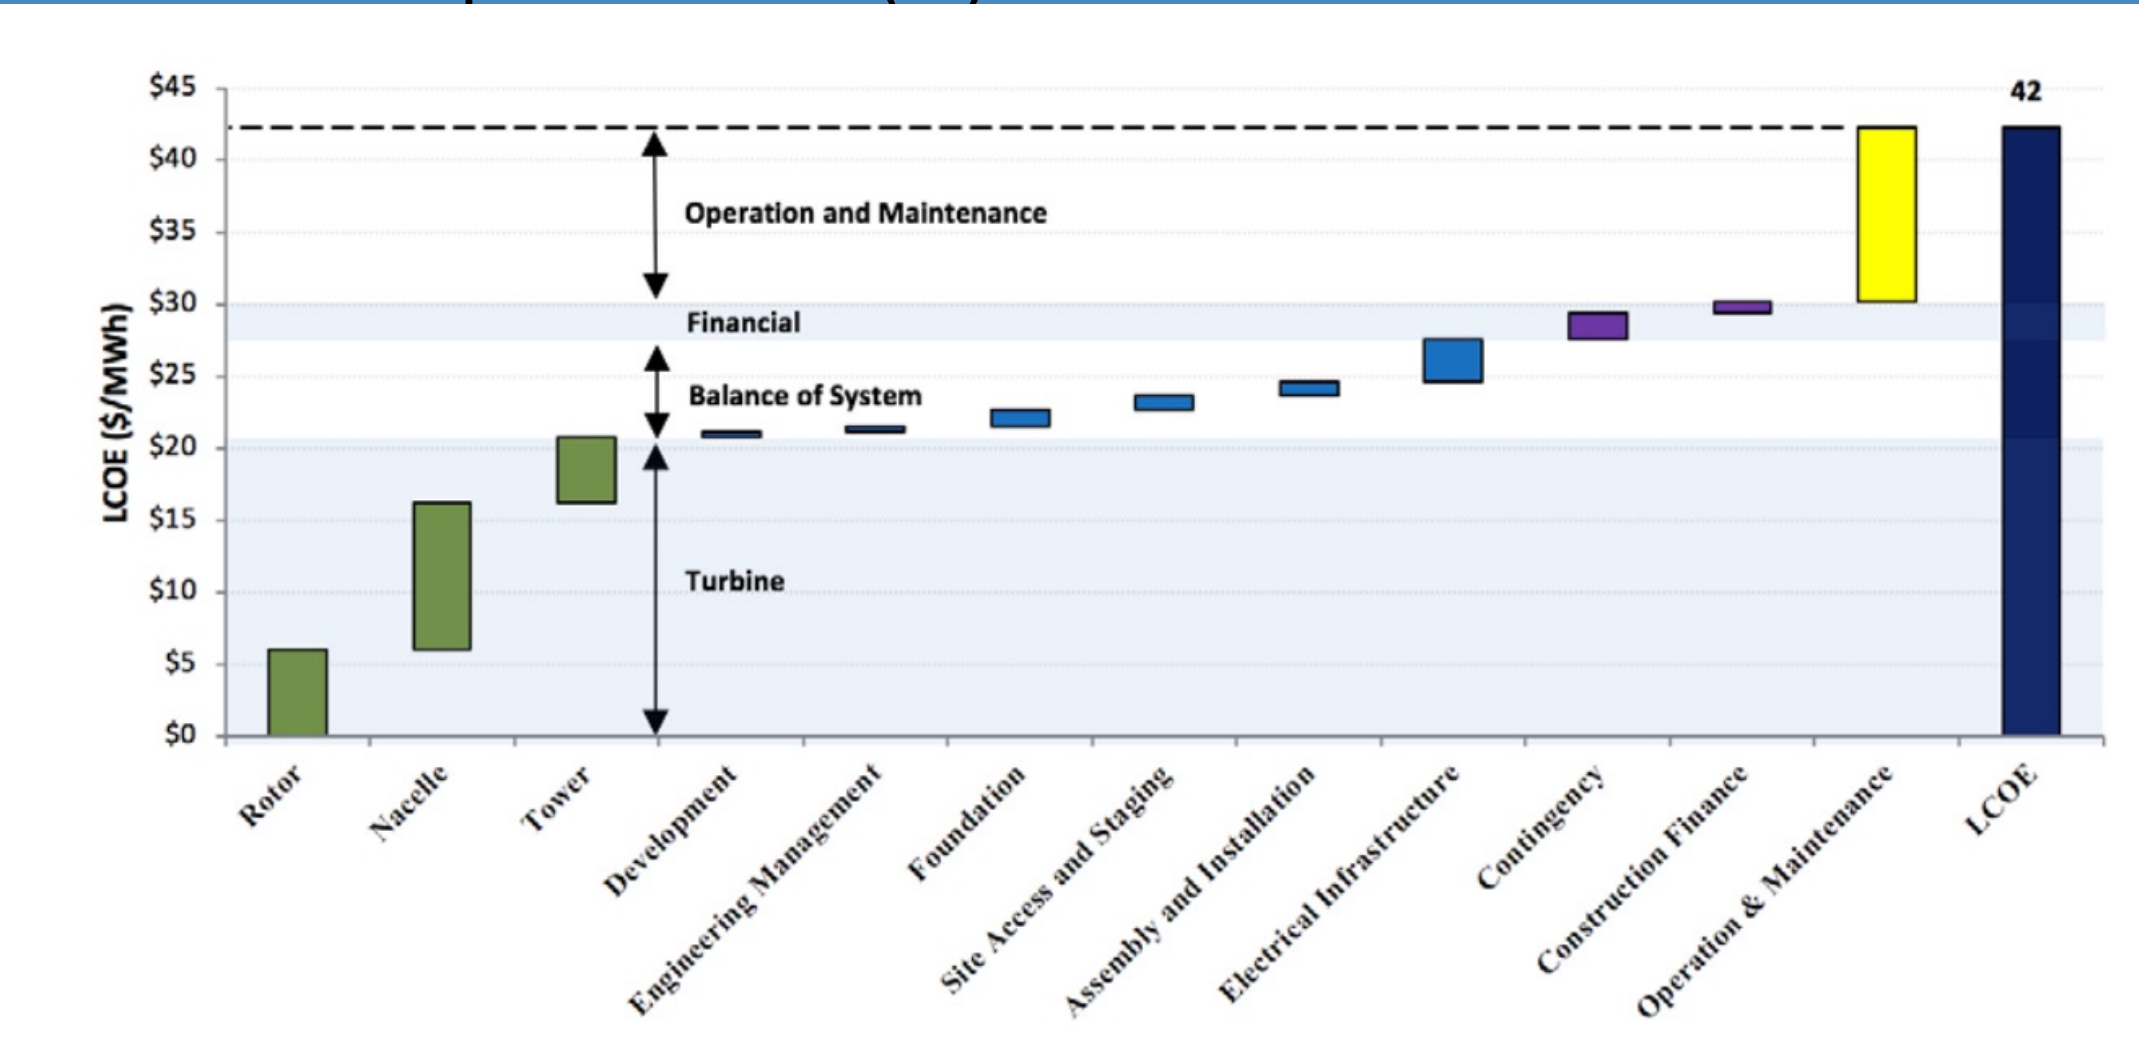 $45
42
$40
Operation and Maintenance
$35
$30
Financial
$25
Balance of System
$20
$15
Turbine
$10
$5
$0
LCOE ($/MWh)
Rotor
Nacelle
Tower
Development
Engineering Management
Foundation
Site Access and Staging
Assembly and Installation
Electrical Infrastructure
Contingency
Construction Finance
Operation & Maintenance
LCOE